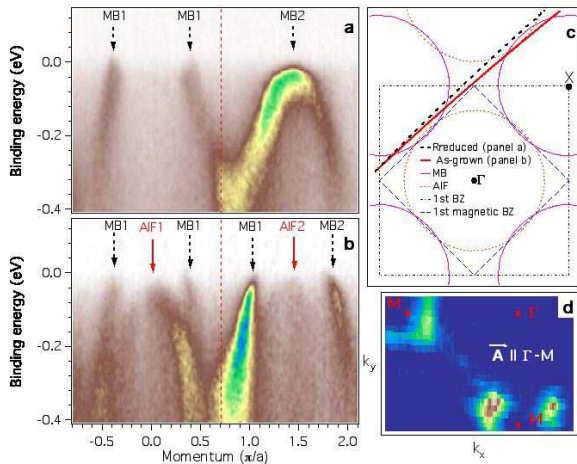 MB1 MB1 MB2 a
Binding energy (eV)
0.0
-0.2
-0.4
MB1 AIF1 MB1 MB1 AIF2 MB2
b
Binding energy (eV)
0.0
-0.2
-0.4
-0.5 0.0 0.5 1.0 1.5 2.0
Momentum (π/a)
c
X
Rreduced (panel a)
As-grown (panel b)
MB
AIF
1st BZ
1st magnetic BZ
Γ
d
M Γ
A || Γ-M
M
ky
kx